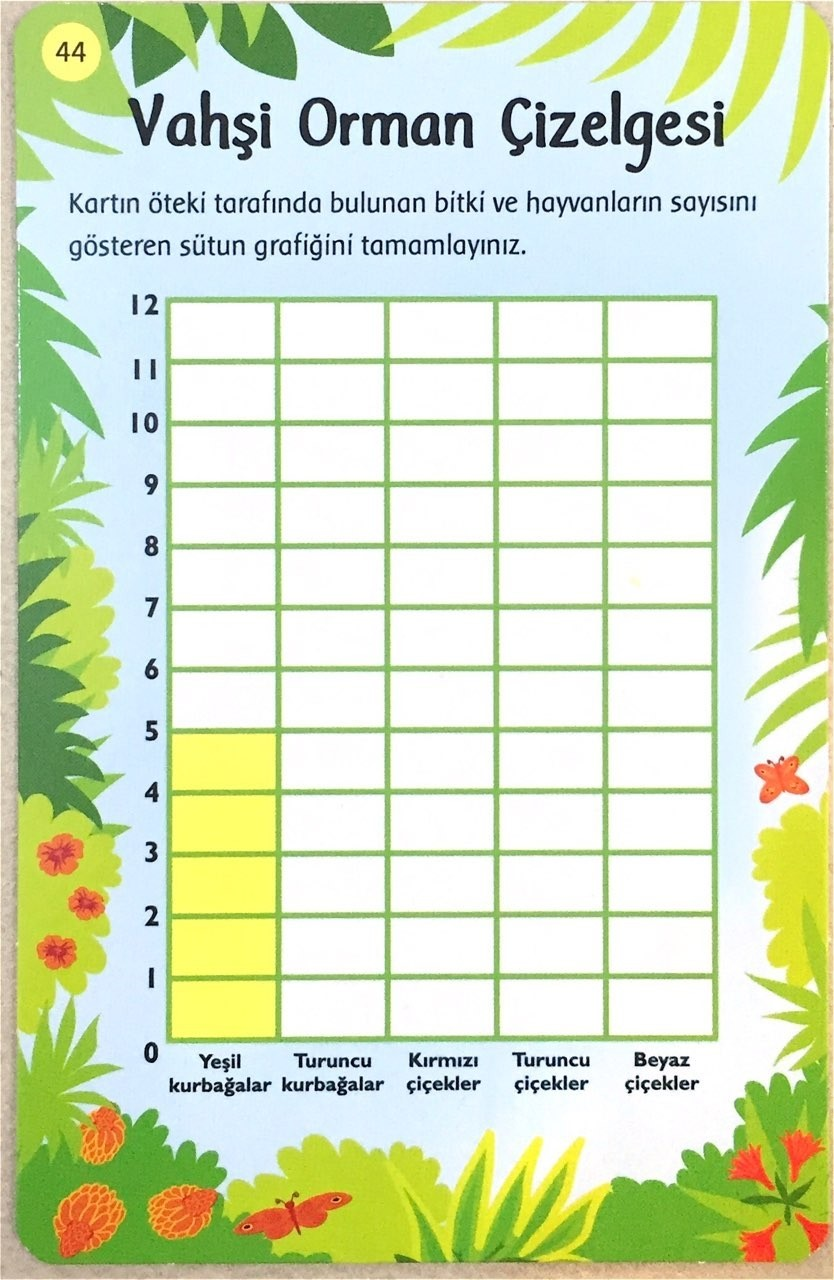 44
Vahşi Orman Çizelgesi
Kartın öteki tarafında bulunan bitki ve hayvanların sayısını
gösteren sütun grafiğini tamamlayınız.
12
11
10
9
8
7
6
5
4
3
2
1
0
Yeşil kurbağalar
Turuncu kurbağalar
Kırmızı çiçekler
Turuncu çiçekler
Beyaz çiçekler